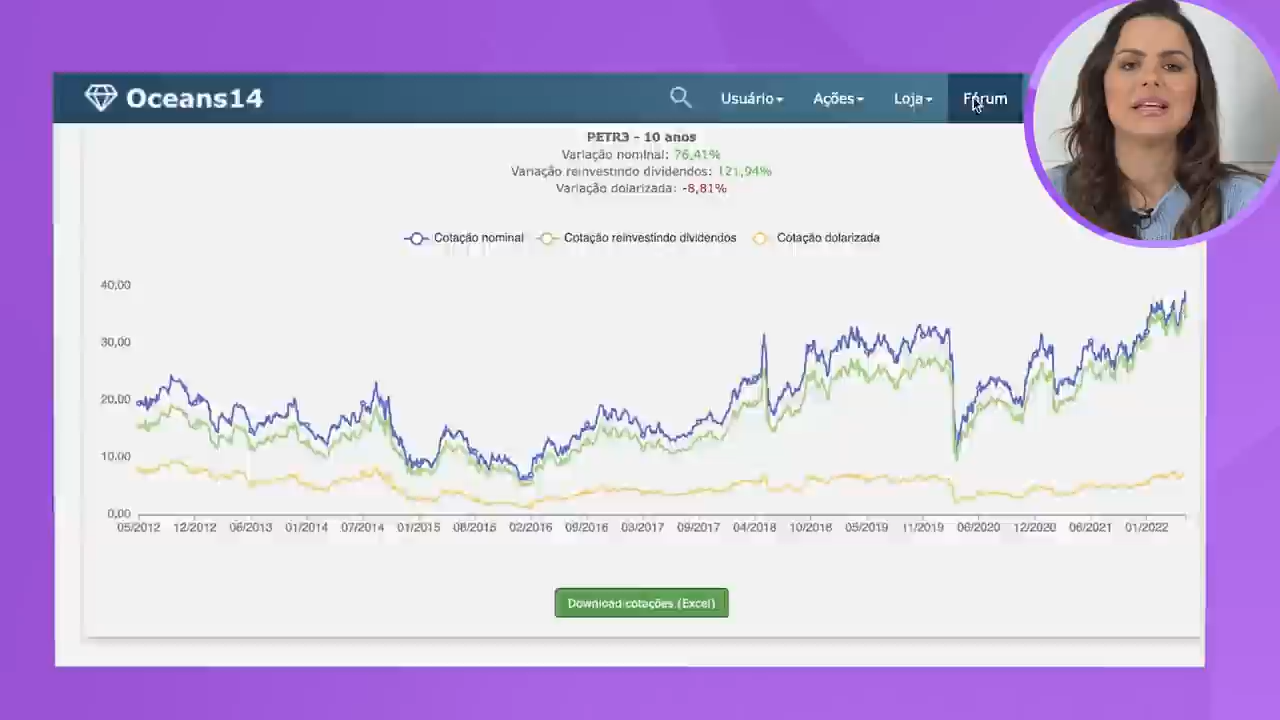 Oceans14
Usuário
Ações
Loja
Fórum
PETR3 - 10 anos
Variação nominal: 76,41%
Variação reinvestindo dividendos: 121,94%
Variação dolarizada: -8,81%
Cotação nominal
Cotação reinvestindo dividendos
Cotação dolarizada
40,00
30,00
20,00
10,00
0,00
05/2012 12/2012 06/2013 01/2014 07/2014 01/2015 08/2015 02/2016 09/2016 03/2017 09/2017 04/2018 10/2018 05/2019 11/2019 06/2020 12/2020 06/2021 01/2022
Download cotações (Excel)